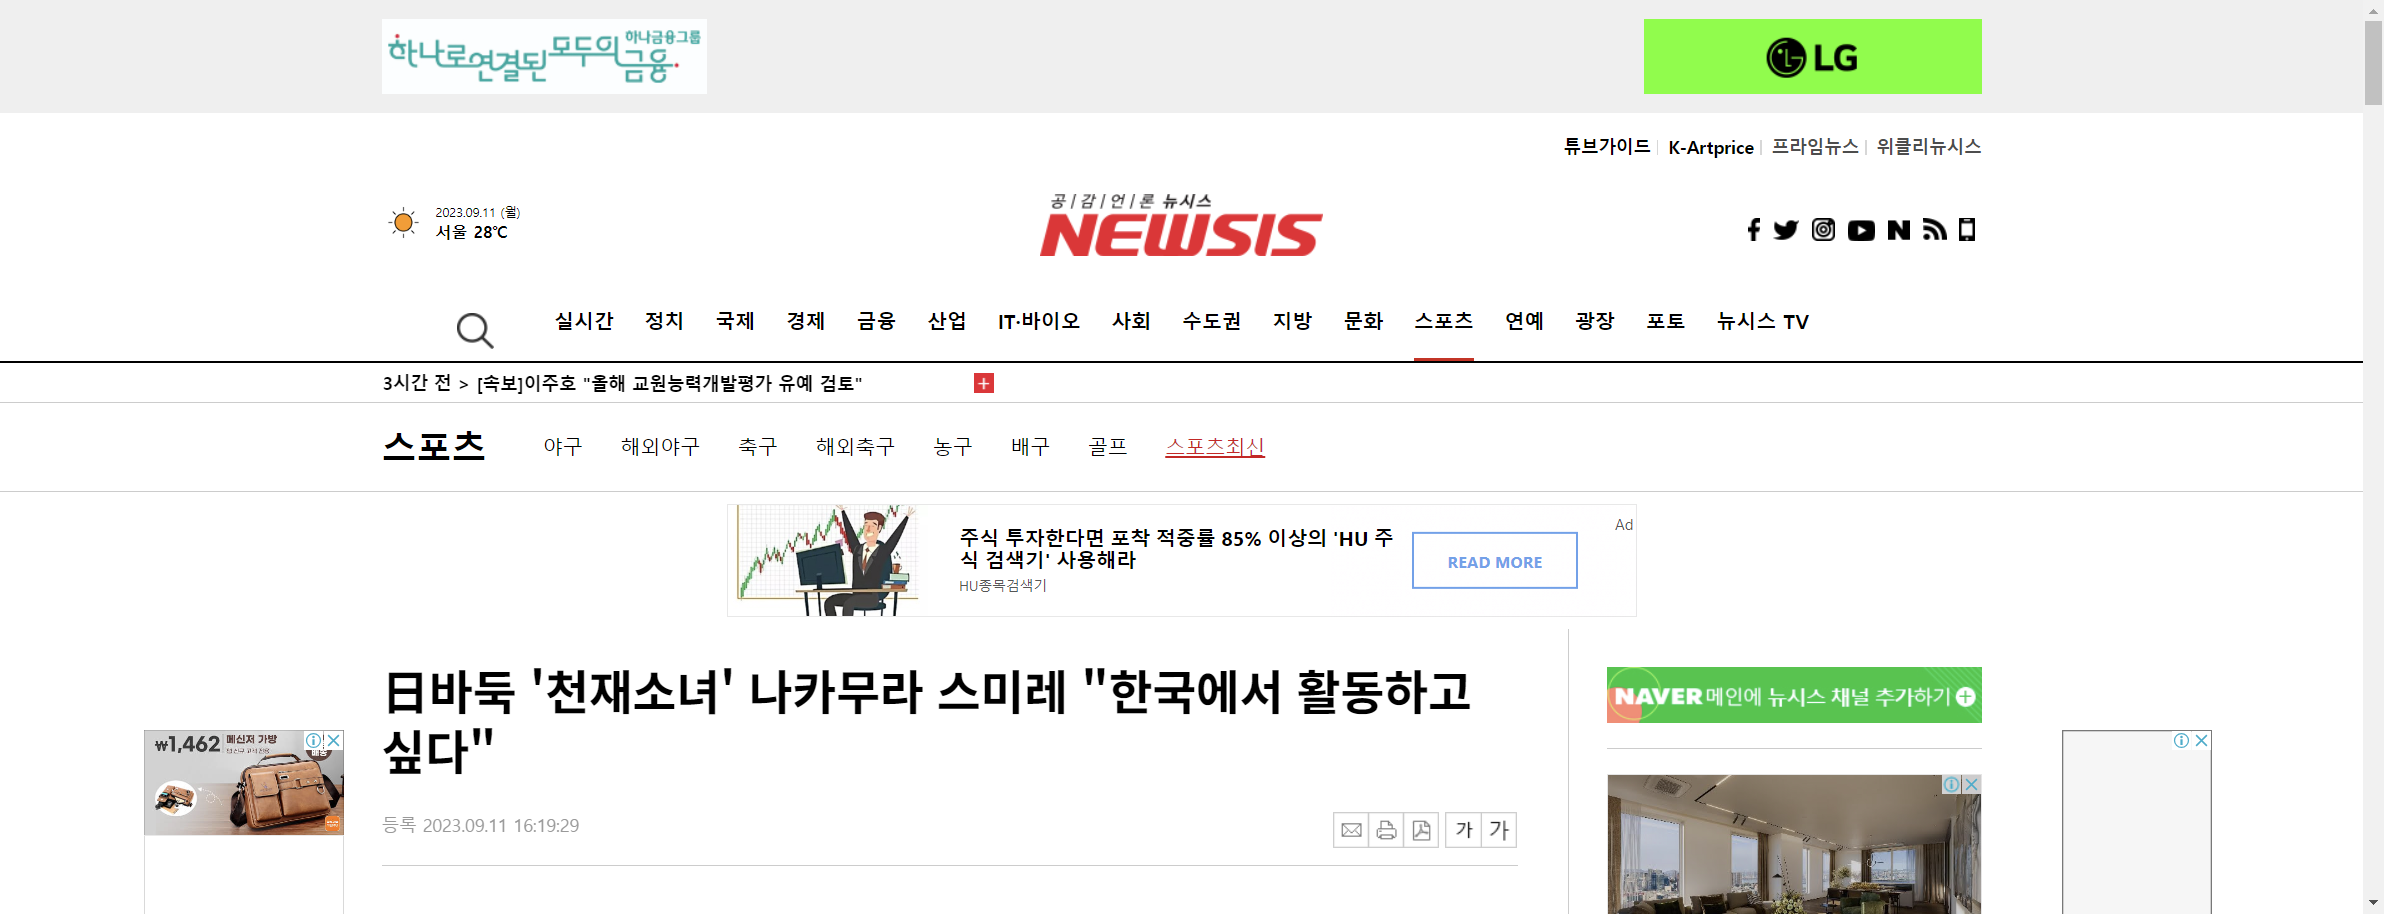 하나로 연결된 모두의 금융
하나금융그룹
LG
튜브가이드 K-Artprice 프라임뉴스 위클리뉴시스
2023.09.11 (월)
서울 28℃
공/감/언/론 뉴시스
NEWSIS
실시간 정치 국제 경제 금융 산업 IT·바이오 사회 수도권 지방 문화 스포츠 연예 광장 포토 뉴시스 TV
3시간 전 > [속보]이주호 "올해 교원능력개발평가 유예 검토"
스포츠 야구 해외야구 축구 해외축구 농구 배구 골프 스포츠최신
Ad
주식 투자한다면 포착 적중률 85% 이상의 'HU 주
식 검색기' 사용해라
HU종목검색기
READ MORE
日바둑 '천재소녀' 나카무라 스미레 "한국에서 활동하고
싶다"
등록 2023.09.11 16:19:29
가 가
NAVER 메인에 뉴시스 채널 추가하기
₩1,462 메신저 가방